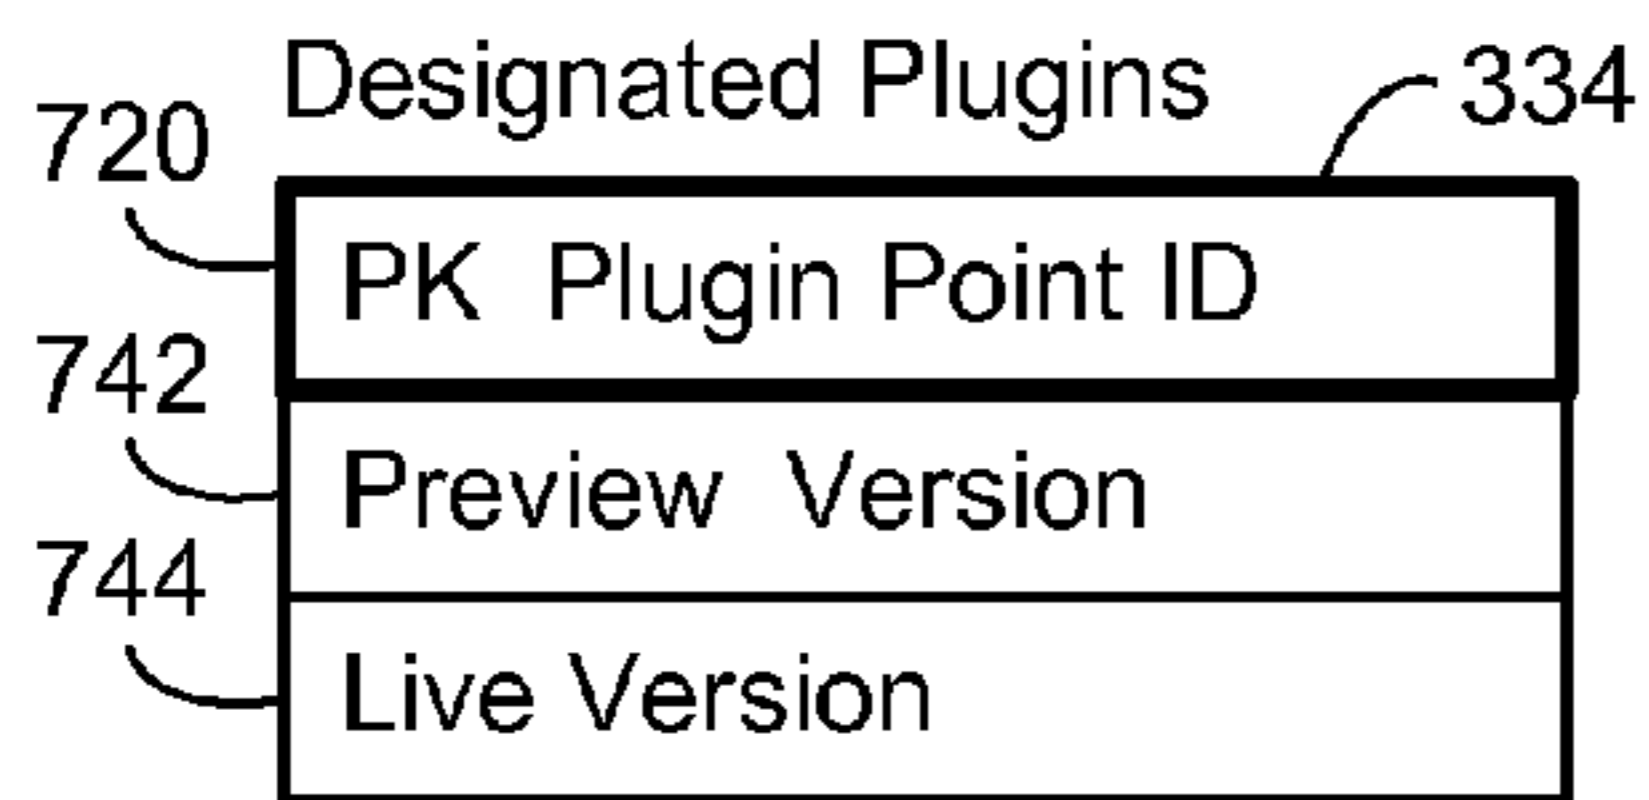 Designated Plugins
334
720
PK Plugin Point ID
742
Preview Version
744
Live Version